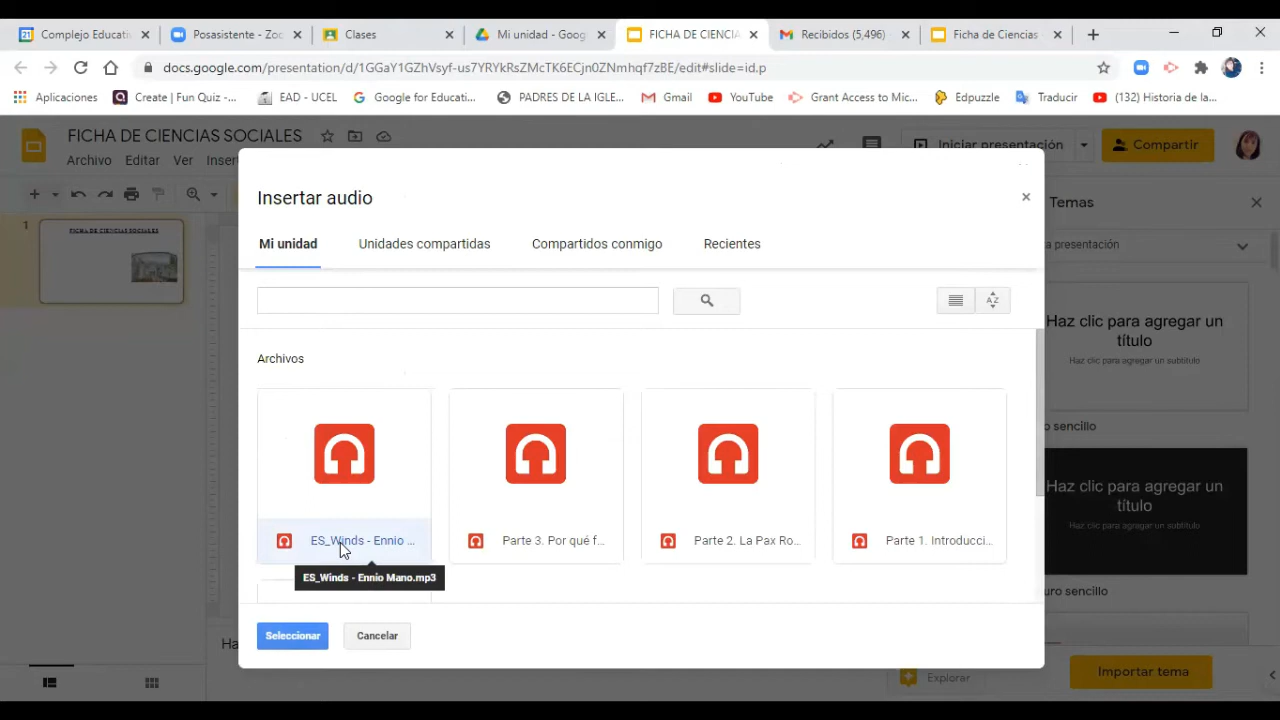 Complejo Educati
Posasistente - Zoo
Clases
Mi unidad - Goog
FICHA DE CIENCIA
Recibidos (5,496)
Ficha de Ciencias
docs.google.com/presentation/d/1GGaY1GZhVsyf-us7YRYkRsZMcTK6ECjn0ZNmhqf7zBE/edit#slide=id.p
Aplicaciones
Create | Fun Quiz -...
EAD - UCEL
Google for Educati...
PADRES DE LA IGLE...
Gmail
YouTube
Grant Access to Mic...
Edpuzzle
Traducir
(132) Historia de la...
FICHA DE CIENCIAS SOCIALES
Archivo Editar Ver Insert
Iniciar presentación
Compartir
1
FICHA DE CIENCIAS SOCIALES
Insertar audio
Mi unidad
Unidades compartidas
Compartidos conmigo
Recientes
AZ
Archivos
ES_Winds - Ennio ...
Parte 3. Por qué f...
Parte 2. La Pax Ro...
Parte 1. Introducci...
ES_Winds - Ennio Mano.mp3
Seleccionar
Cancelar
Temas
a presentación
Haz clic para agregar un
título
Haz clic para agregar un subtítulo
o sencillo
Haz clic para agregar un
título
Haz clic para agregar un subtítulo
uro sencillo
Ha
Explorar
Importar tema